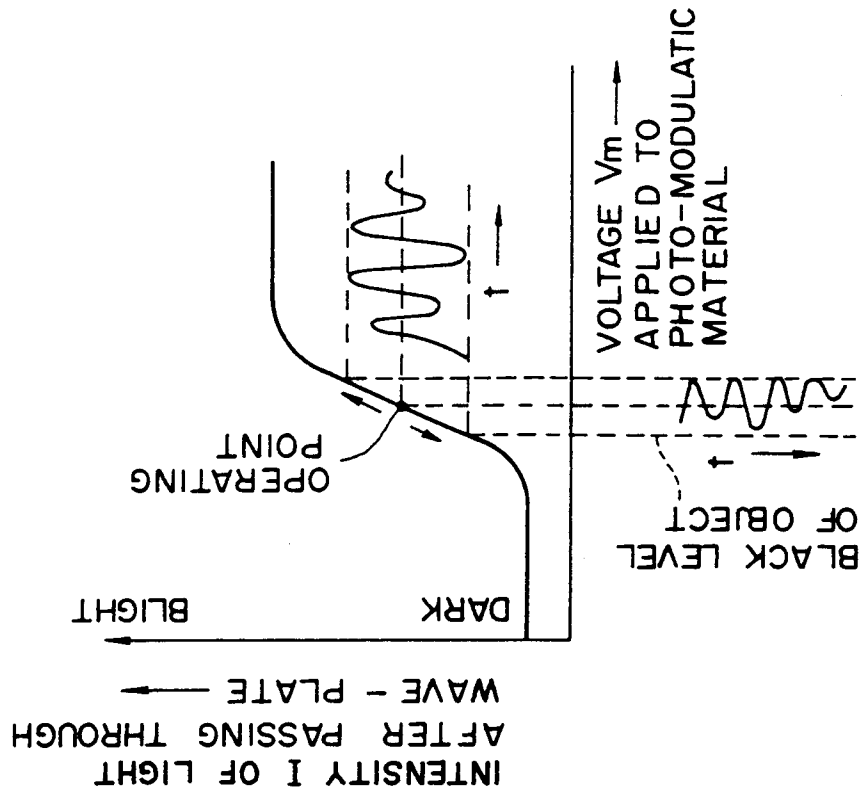 INTENSITY I OF LIGHT
AFTER PASSING THROUGH
WAVE - PLATE
BLIGHT
DARK
OPERATING
POINT
t
VOLTAGE Vm
APPLIED TO
PHOTO-MODULATIC
MATERIAL
t
BLACK LEVEL
OF OBJECT